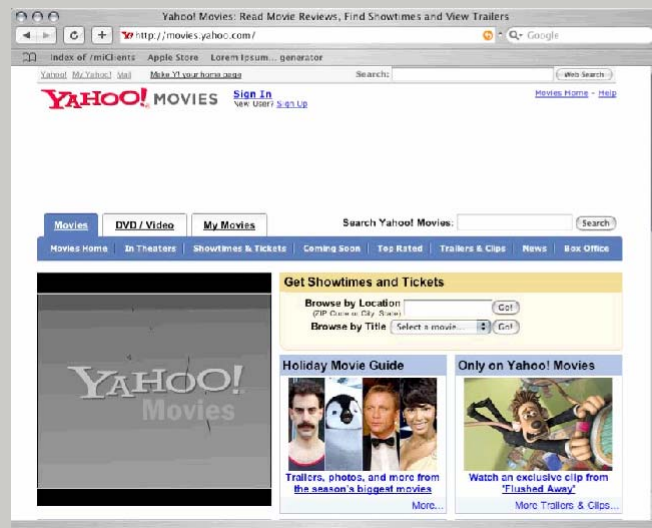 Yahoo! Movies: Read Movie Reviews, Find Showtimes and View Trailers
http://movies.yahoo.com/
Google
Index of /miClients Apple Store Lorem Ipsum... generator
Yahoo! My Yahoo! Mail Make Y! your home page Search: Web Search
YAHOO! MOVIES Sign In
New User? Sign Up
Movies Home - Help
Movies DVD / Video My Movies Search Yahoo! Movies: Search
Movies Home In Theaters Showtimes & Tickets Coming Soon Top Rated Trailers & Clips News Box Office
Get Showtimes and Tickets
Browse by Location Go!
(ZIP Code or City, State)
Browse by Title Select a movie... Go!
YAHOO!
Movies
Holiday Movie Guide
Trailers, photos, and more from
the season's biggest movies
More...
Only on Yahoo! Movies
Watch an exclusive clip from
'Flushed Away'
More Trailers & Clips...